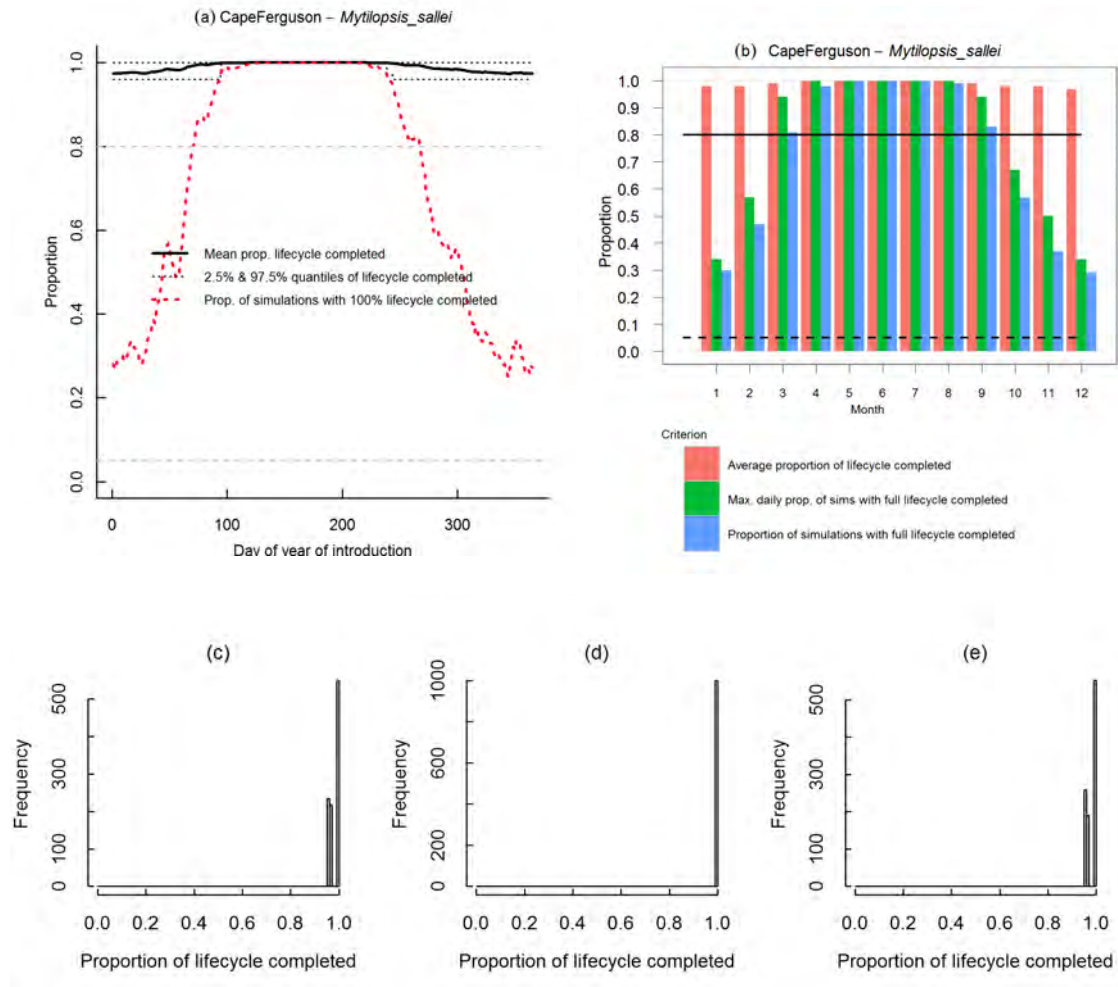 (a) CapeFerguson – Mytilopsis_sallei
Proportion
0.0 0.2 0.4 0.6 0.8 1.0
Mean prop. lifecycle completed
2.5% & 97.5% quantiles of lifecycle completed
Prop. of simulations with 100% lifecycle completed
0 100 200 300
Day of year of introduction
(b) CapeFerguson – Mytilopsis_sallei
Proportion
1.0
0.9
0.8
0.7
0.6
0.5
0.4
0.3
0.2
0.1
0.0
1 2 3 4 5 6 7 8 9 10 11 12
Month
Criterion
Average proportion of lifecycle completed
Max. daily prop. of sims with full lifecycle completed
Proportion of simulations with full lifecycle completed
(c)
Frequency
0 100 300 500
0.0 0.2 0.4 0.6 0.8 1.0
Proportion of lifecycle completed
(d)
Frequency
0 200 600 1000
0.0 0.2 0.4 0.6 0.8 1.0
Proportion of lifecycle completed
(e)
Frequency
0 100 300 500
0.0 0.2 0.4 0.6 0.8 1.0
Proportion of lifecycle completed